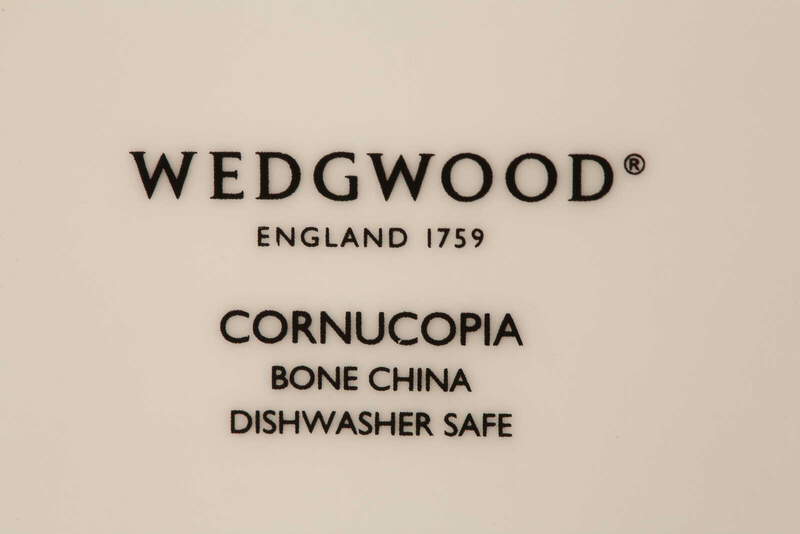 WEDGWOOD®
ENGLAND 1759
CORNUCOPIA
BONE CHINA
DISHWASHER SAFE